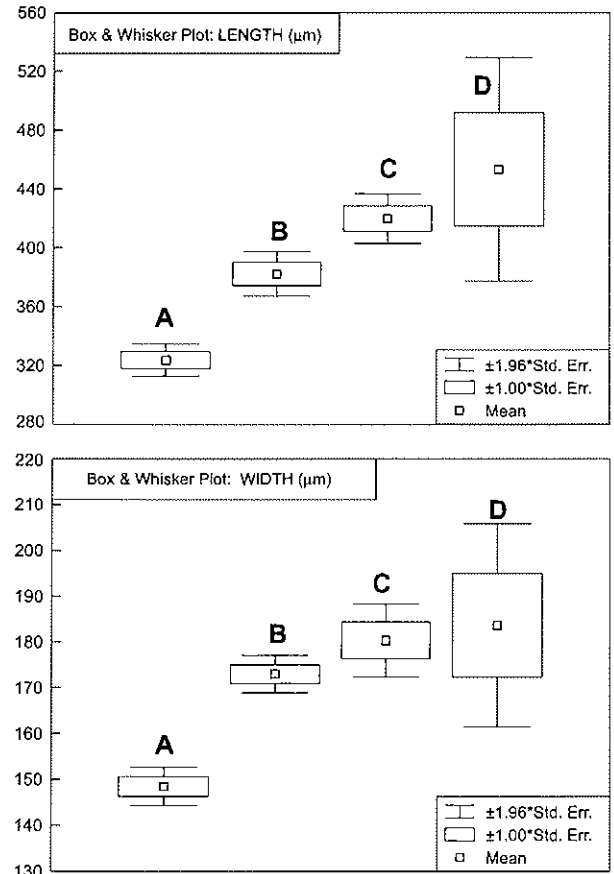 560
Box & Whisker Plot: LENGTH (μm)
520
D
480
C
440
B
400
A
360
320
280
±1.96*Std. Err.
±1.00*Std. Err.
Mean
220
Box & Whisker Plot: WIDTH (μm)
210
D
200
190
C
180
B
170
160
A
150
140
130
±1.96*Std. Err.
±1.00*Std. Err.
Mean